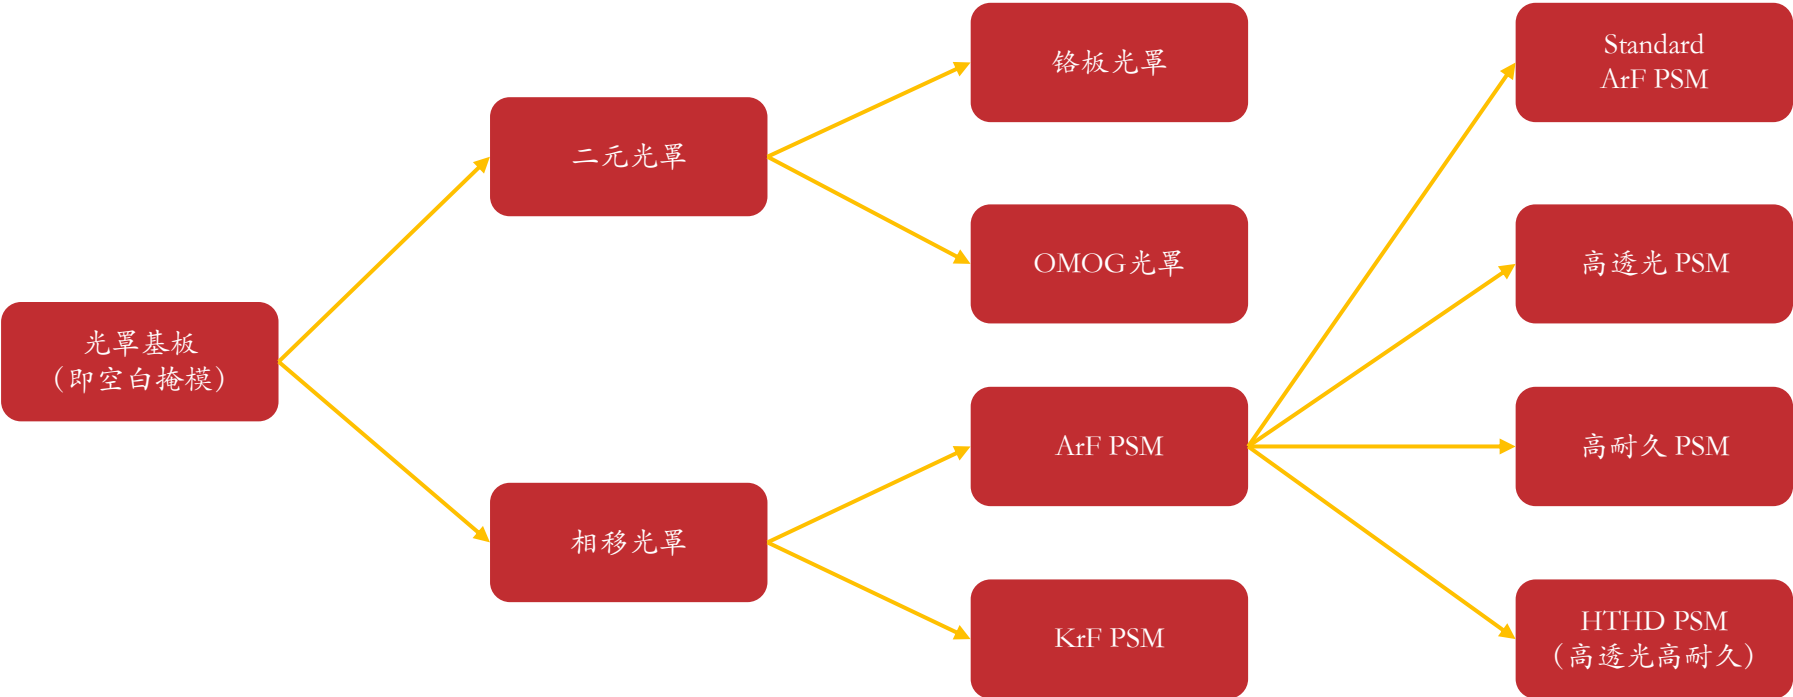 光罩基板
（即空白掩模）
二元光罩
相移光罩
铬板光罩
OMOG光罩
ArF PSM
KrF PSM
Standard
ArF PSM
高透光 PSM
高耐久 PSM
HTHD PSM
（高透光高耐久）